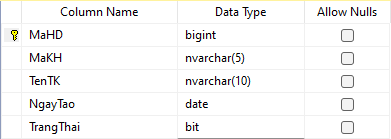 Column Name Data Type Allow Nulls
MaHD bigint
MaKH nvarchar(5)
TenTK nvarchar(10)
NgayTao date
TrangThai bit